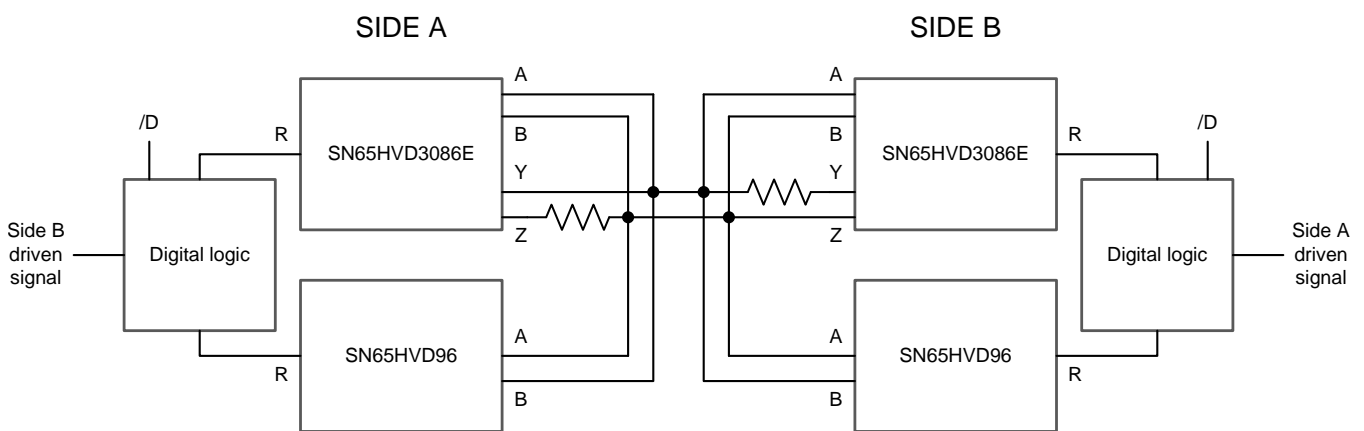 SIDE A
SIDE B
A
A
/D
/D
R
SN65HVD3086E
B
B
SN65HVD3086E
R
Y
Y
Side B
driven
signal
Digital logic
Z
Z
Digital logic
Side A
driven
signal
SN65HVD96
A
A
SN65HVD96
R
B
B
R